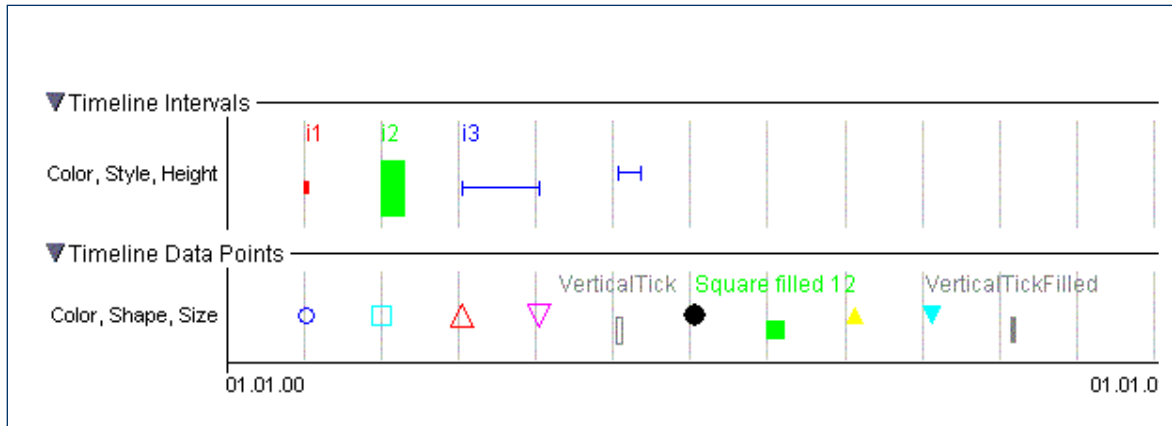 Timeline Intervals
i1 i2 i3
Color, Style, Height
Timeline Data Points
VerticalTick Square filled 12 VerticalTickFilled
Color, Shape, Size
01.01.00 01.01.0